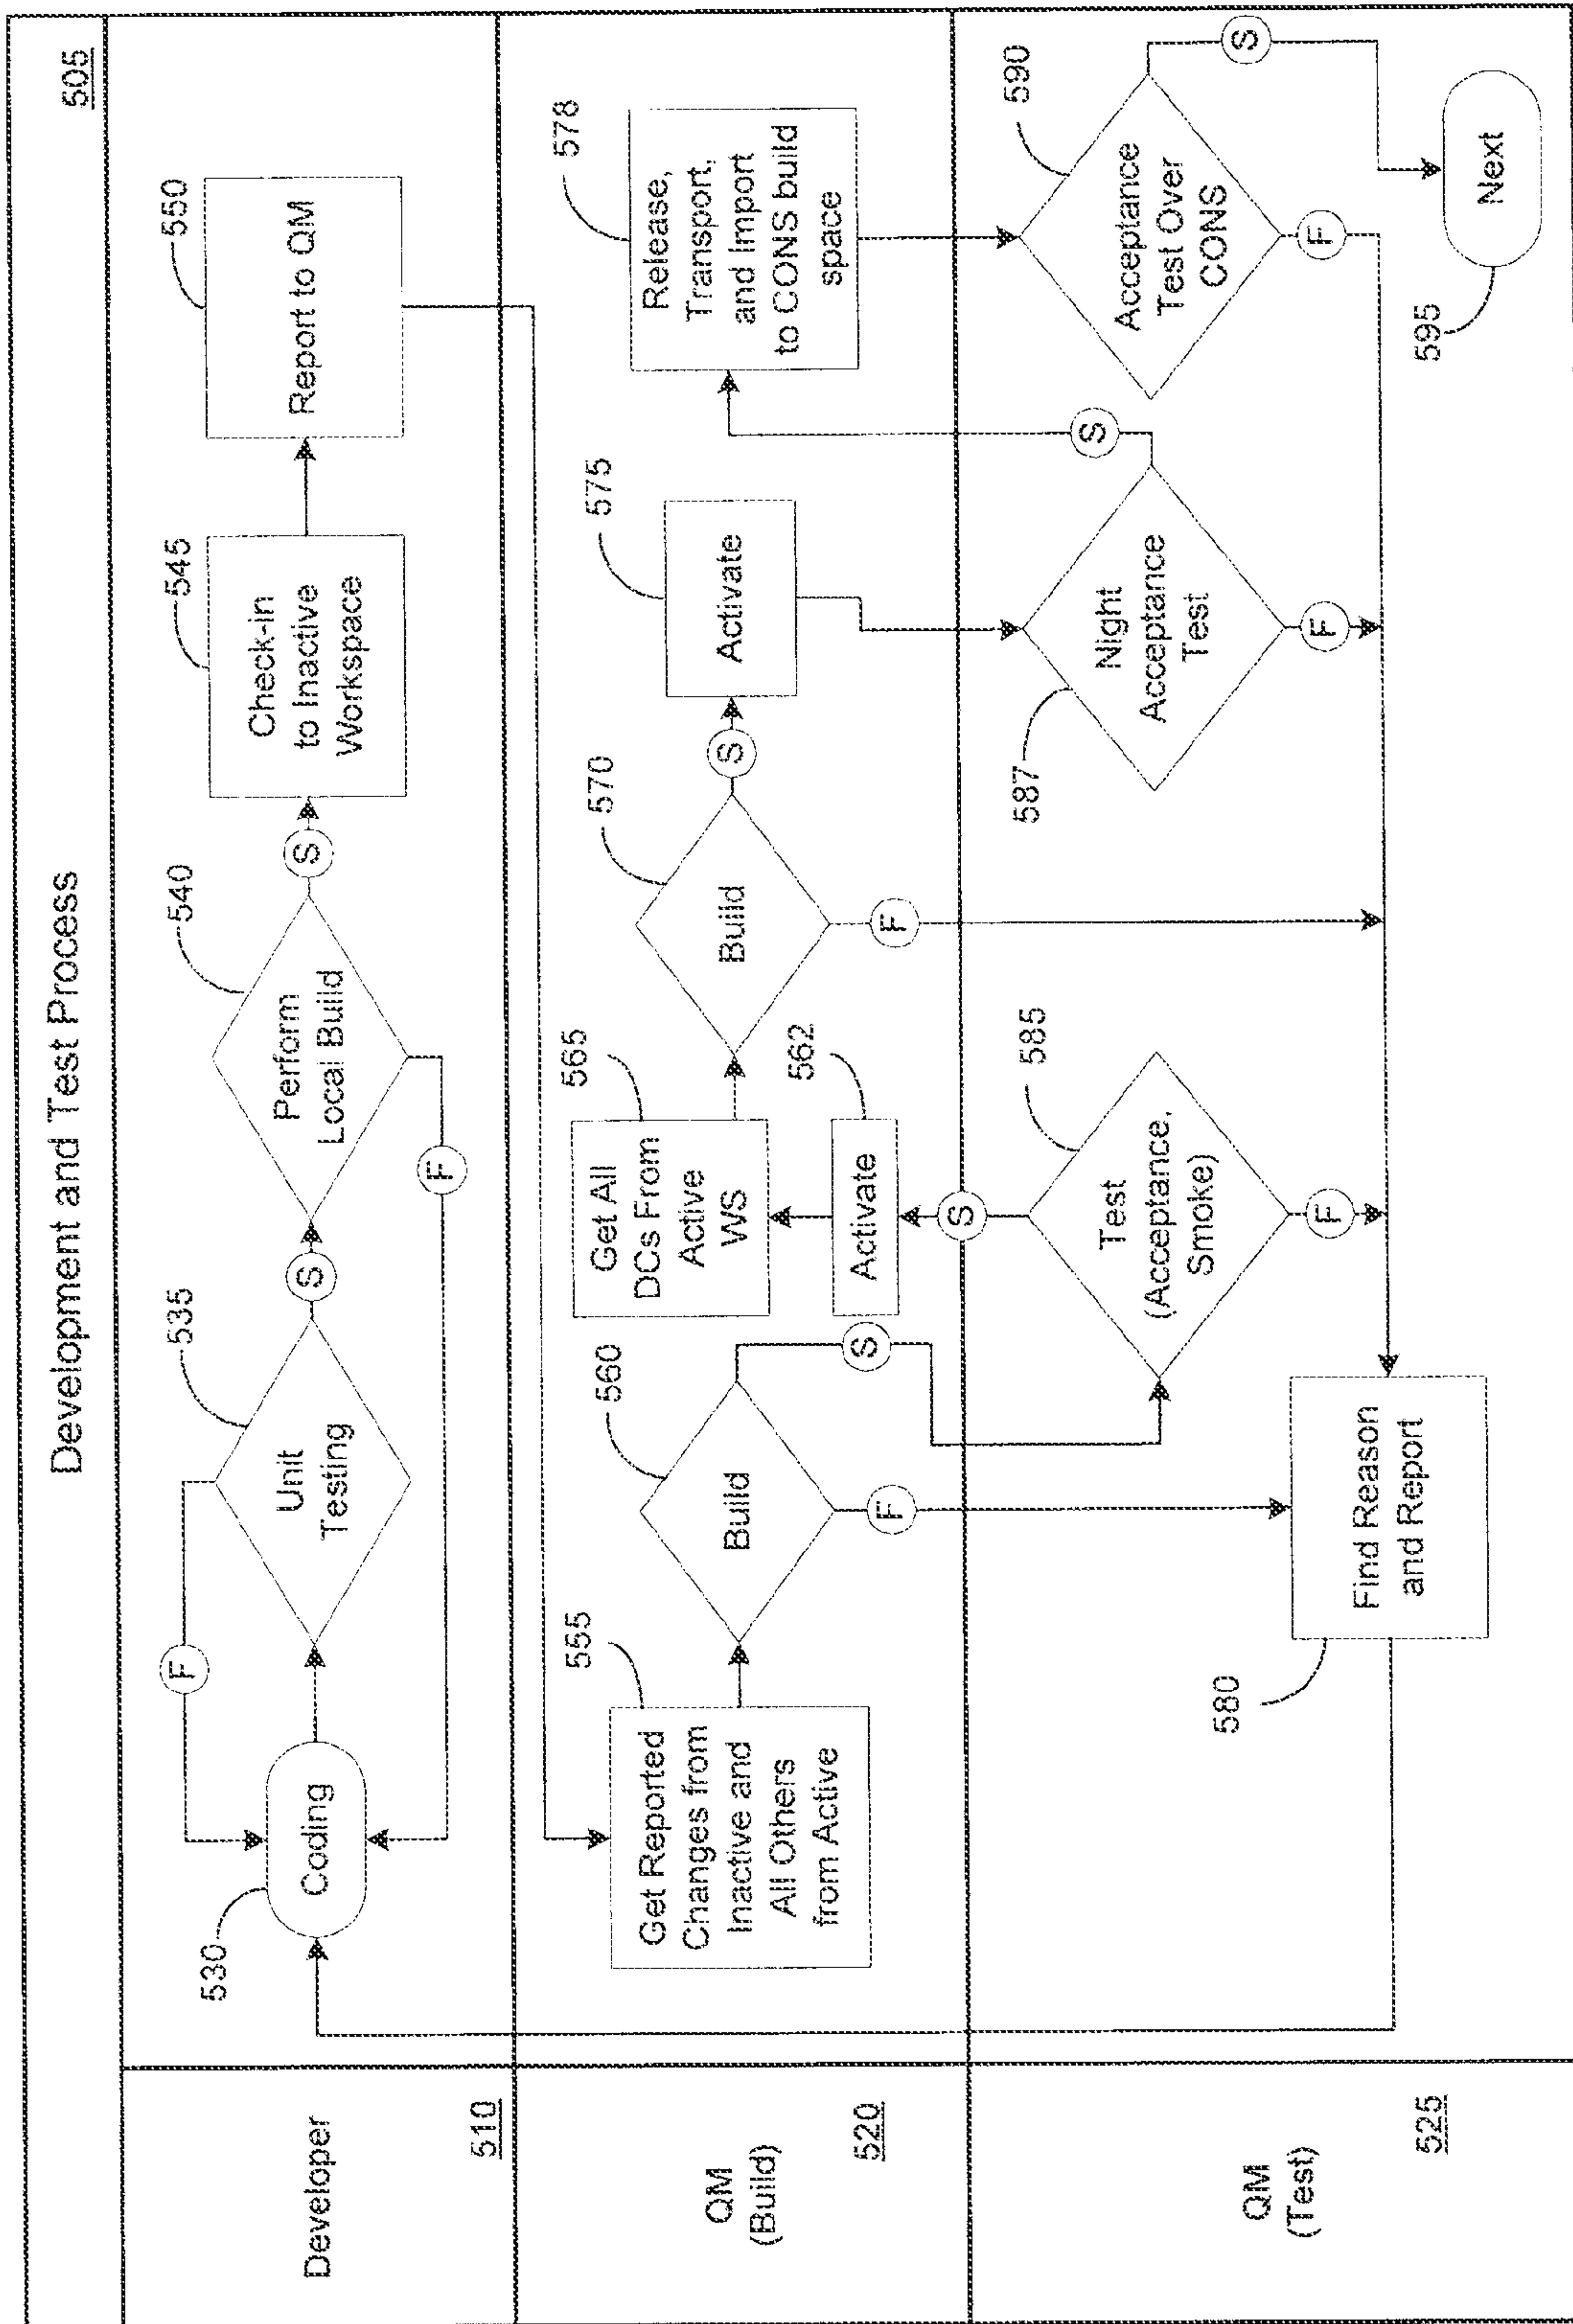 Development and Test Process
505
Developer
510
530
Coding
F
535
Unit
Testing
S
540
Perform
Local Build
F
S
545
Check-in
to Inactive
Workspace
550
Report to QM
QM
(Build)
520
555
Get Reported
Changes from
Inactive and
All Others
from Active
560
Build
F
S
565
Get All
DCs From
Active
WS
562
Activate
S
570
Build
F
S
575
Activate
578
Release,
Transport,
and Import
to CONS build
space
QM
(Test)
525
580
Find Reason
and Report
585
Test
(Acceptance,
Smoke)
F
587
Night
Acceptance
Test
S
F
590
Acceptance
Test Over
CONS
S
F
595
Next